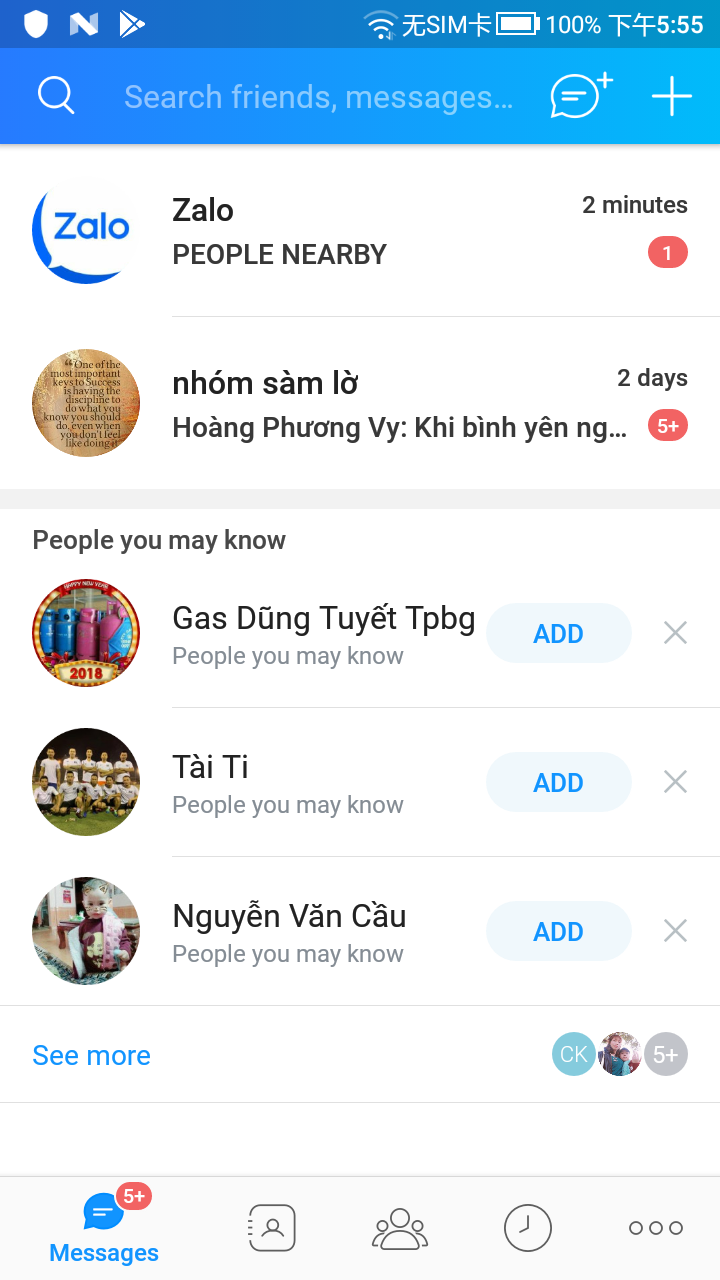 无SIM卡 100% 下午5:55
Search friends, messages...
Zalo
Zalo
2 minutes
PEOPLE NEARBY
1
"One of the
most important
keys to Success
is having the
discipline to
do what you
know you should
do, even when
you don't feel
like doing it
nhóm sàm lờ
2 days
Hoàng Phương Vy: Khi bình yên ng...
5+
People you may know
HAPPY NEW YEAR
2018
Gas Dũng Tuyết Tpbg
People you may know
ADD
Tài Ti
People you may know
ADD
Nguyễn Văn Cầu
People you may know
ADD
See more
CK
5+
5+
Messages